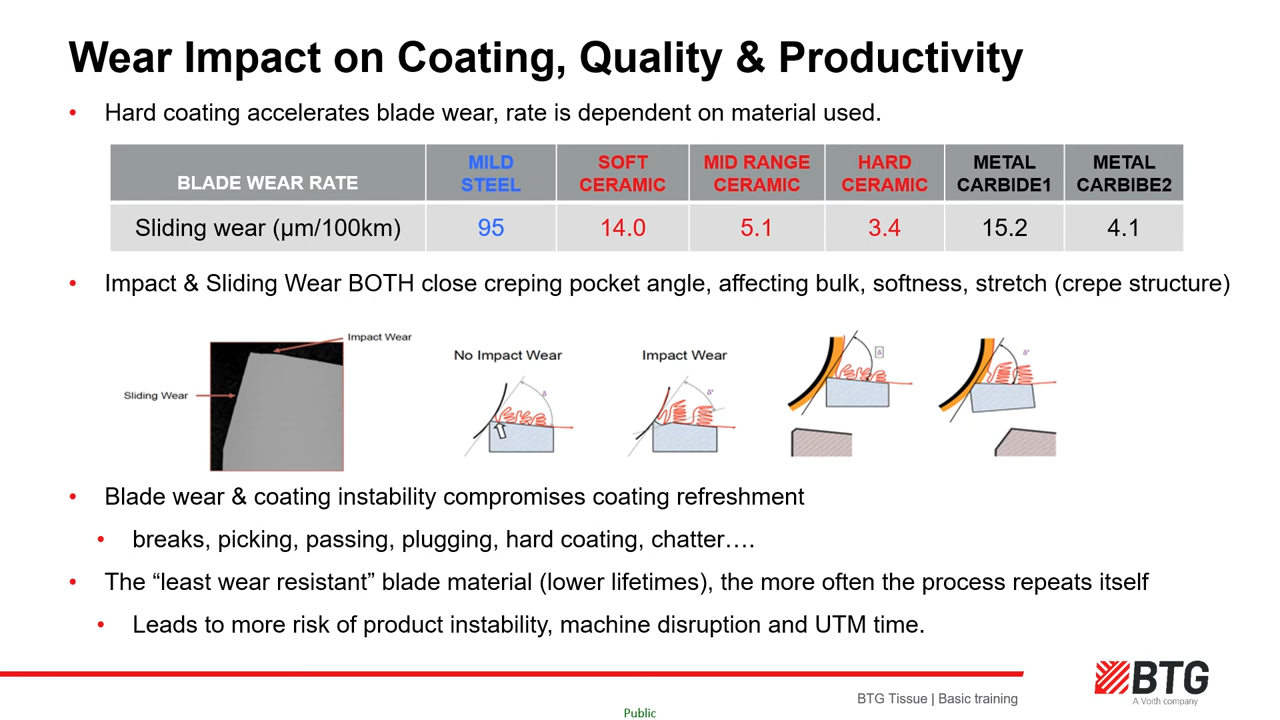 Wear Impact on Coating, Quality & Productivity
• Hard coating accelerates blade wear, rate is dependent on material used.
BLADE WEAR RATE
MILD
STEEL
SOFT
CERAMIC
MID RANGE
CERAMIC
HARD
CERAMIC
METAL
CARBIDE1
METAL
CARBIBE2
Sliding wear (µm/100km) 95 14.0 5.1 3.4 15.2 4.1
• Impact & Sliding Wear BOTH close creping pocket angle, affecting bulk, softness, stretch (crepe structure)
Impact Wear
Sliding Wear
No Impact Wear
δ
Impact Wear
δ'
δ
δ'
• Blade wear & coating instability compromises coating refreshment
• breaks, picking, passing, plugging, hard coating, chatter….
• The “least wear resistant” blade material (lower lifetimes), the more often the process repeats itself
• Leads to more risk of product instability, machine disruption and UTM time.
BTG
A Voith company
BTG Tissue | Basic training
Public